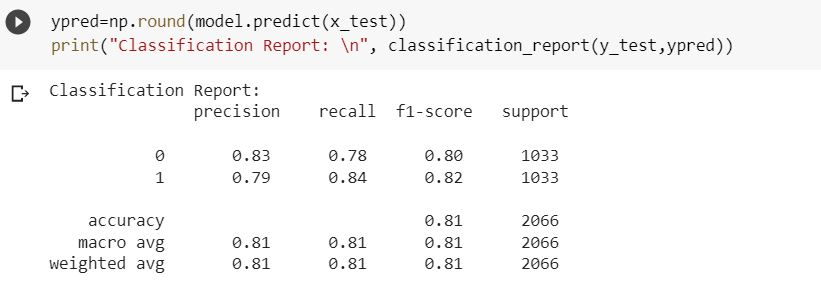 ypred=np.round(model.predict(x_test))
print("Classification Report: \n", classification_report(y_test,ypred))
Classification Report:
precision recall f1-score support
0 0.83 0.78 0.80 1033
1 0.79 0.84 0.82 1033
accuracy 0.81 2066
macro avg 0.81 0.81 0.81 2066
weighted avg 0.81 0.81 0.81 2066